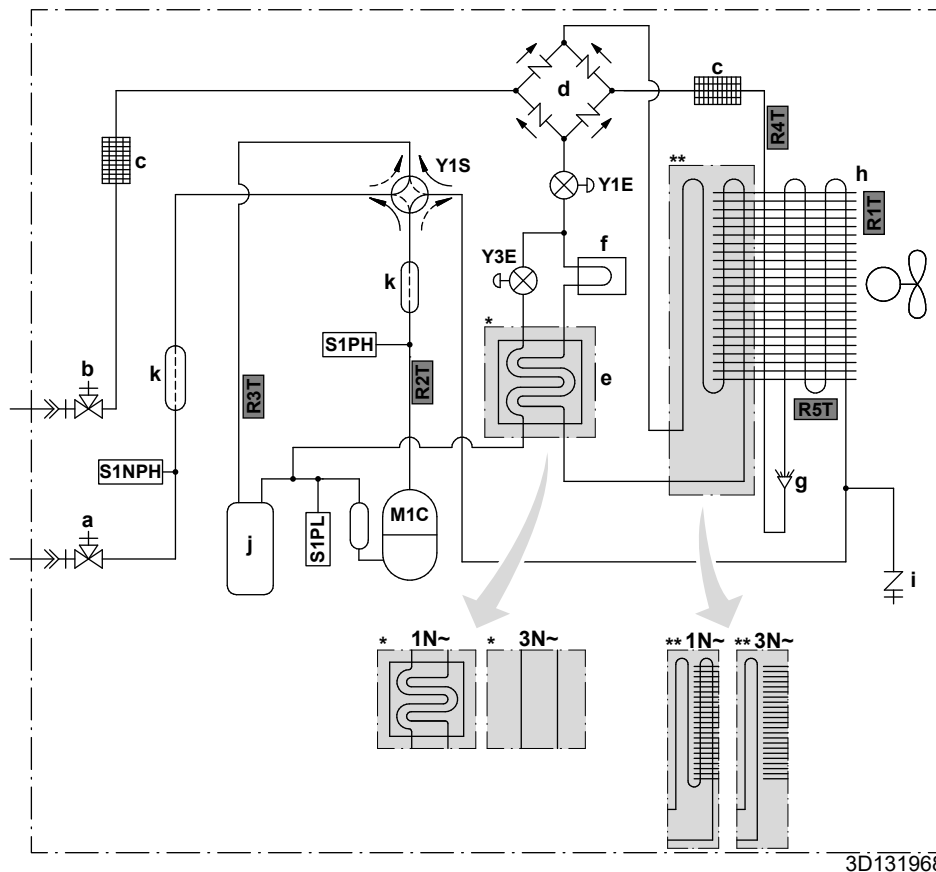 c
d
R4T
c
Y1S
**
h
Y1E
R1T
f
Y3E
k
*
S1PH
b
k
R3T
R2T
e
R5T
S1NPH
g
M1C
a
j
S1PL
i
* 1N~ * 3N~
** 1N~ ** 3N~
3D131968